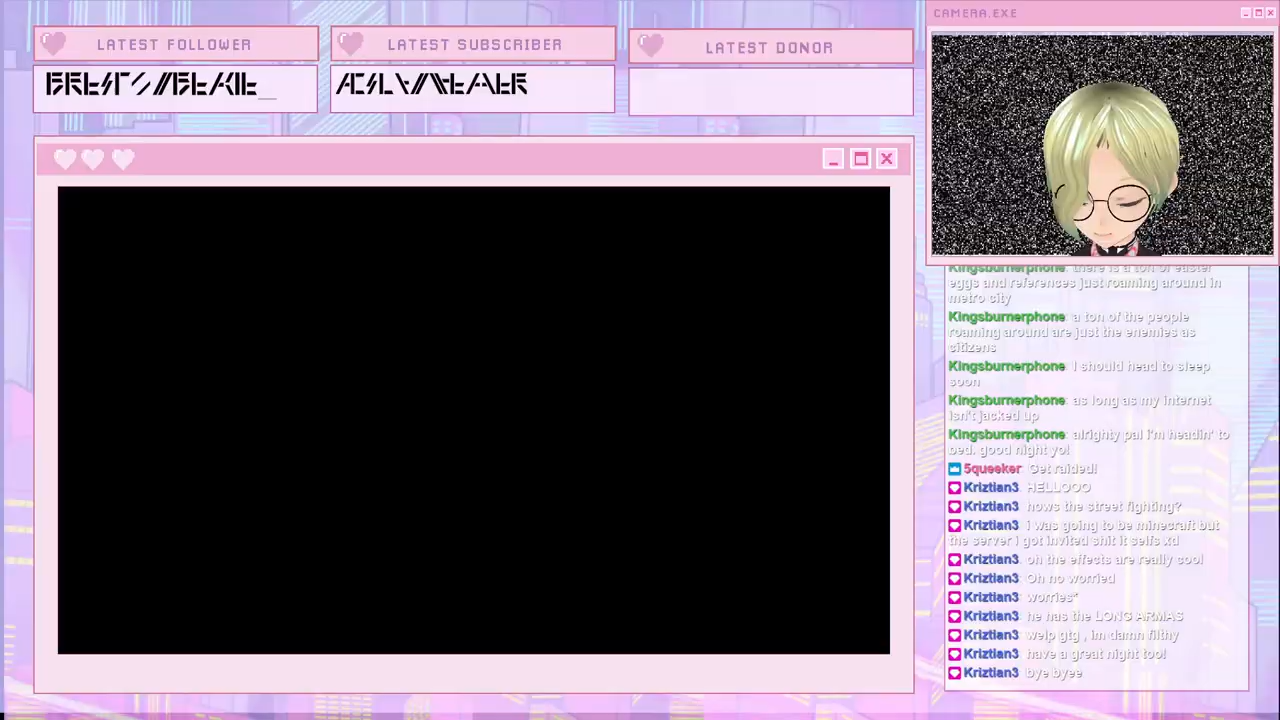 LATEST FOLLOWER
LATEST SUBSCRIBER
LATEST DONOR
CAMERA.EXE
Kingsburnerphone: there is a ton of easter
eggs and references just roaming around in
metro city
Kingsburnerphone: a ton of the people
roaming around are just the enemies as
citizens
Kingsburnerphone: I should head to sleep
soon
Kingsburnerphone: as long as my internet
isn't jacked up
Kingsburnerphone: alrighty pal I'm headin' to
bed. good night yo!
5queeker: Get raided!
Kriztian3: HELLOOO
Kriztian3: hows the street fighting?
Kriztian3: i was going to be minecraft but
the server i got invited shit it selfs xd
Kriztian3: oh the effects are really cool
Kriztian3: Oh no worried
Kriztian3: worries*
Kriztian3: he has the LONG ARMAS
Kriztian3: welp gtg , im damn filthy
Kriztian3: have a great night too!
Kriztian3: bye byee